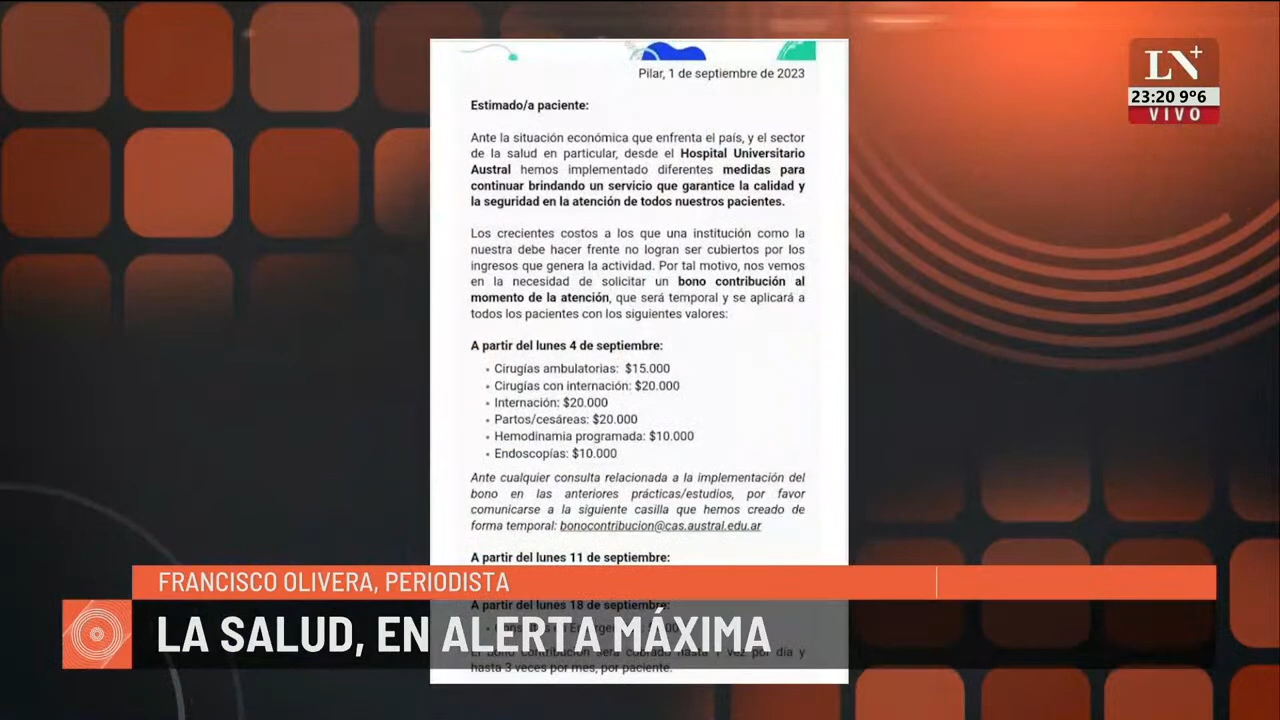 LN+
23:20 9°6
VIVO
Pilar, 1 de septiembre de 2023
Estimado/a paciente:
Ante la situación económica que enfrenta el país, y el sector
de la salud en particular, desde el Hospital Universitario
Austral hemos implementado diferentes medidas para
continuar brindando un servicio que garantice la calidad y
la seguridad en la atención de todos nuestros pacientes.
Los crecientes costos a los que una institución como la
nuestra debe hacer frente no logran ser cubiertos por los
ingresos que genera la actividad. Por tal motivo, nos vemos
en la necesidad de solicitar un bono contribución al
momento de la atención, que será temporal y se aplicará a
todos los pacientes con los siguientes valores:
A partir del lunes 4 de septiembre:
• Cirugías ambulatorias: $15.000
• Cirugías con internación: $20.000
• Internación: $20.000
• Partos/cesáreas: $20.000
• Hemodinamia programada: $10.000
• Endoscopías: $10.000
Ante cualquier consulta relacionada a la implementación del
bono en las anteriores prácticas/estudios, por favor
comunicarse a la siguiente casilla que hemos creado de
forma temporal: bonocontribucion@cas.austral.edu.ar
A partir del lunes 11 de septiembre:
FRANCISCO OLIVERA, PERIODISTA
A partir del lunes 18 de septiembre:
LA SALUD, EN ALERTA MÁXIMA
El bono contribución será cobrado hasta 1 vez por día y
hasta 3 veces por mes, por paciente.